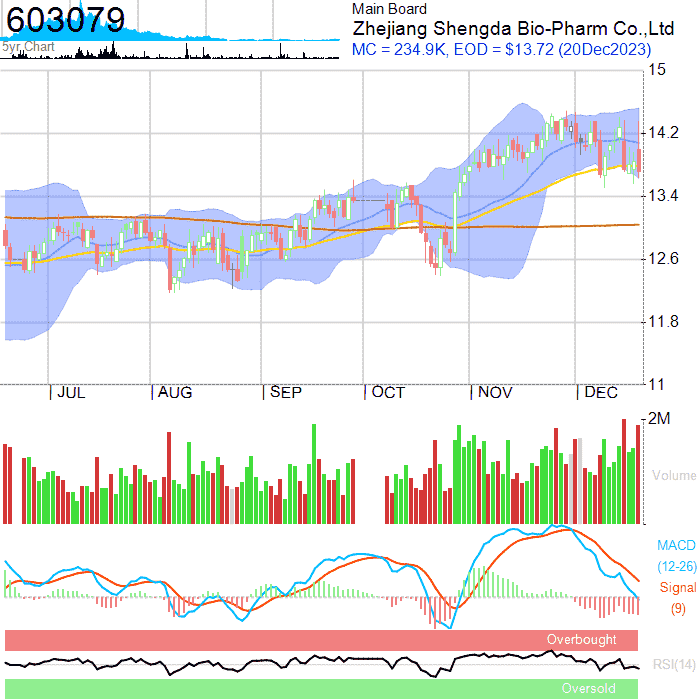 603079
5yr. Chart
Main Board
Zhejiang Shengda Bio-Pharm Co.,Ltd
MC = 234.9K, EOD = $13.72 (20Dec2023)
15
14.2
13.4
12.6
11.8
11
JUL AUG SEP OCT NOV DEC
2M
Volume
MACD
(12-26)
Signal
(9)
Overbought
RSI(14)
Oversold